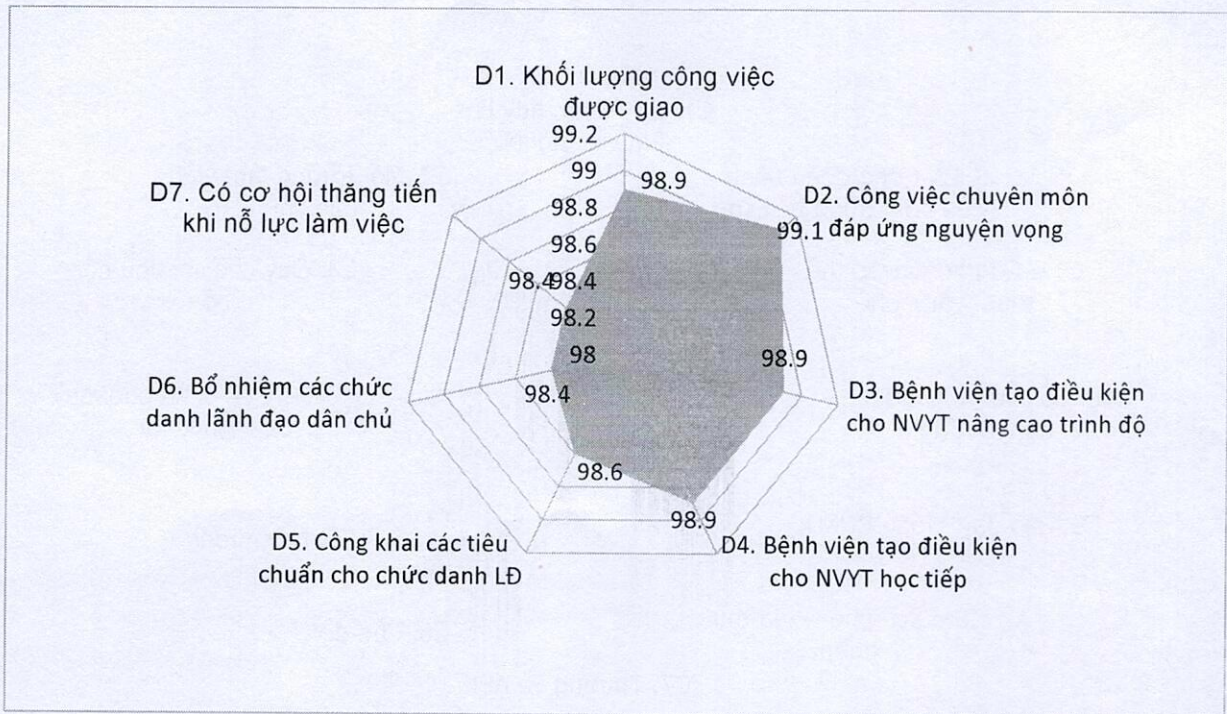 D1. Khối lượng công việc
được giao
99.2
99
98.8
98.6
98.4
98.2
98
98.9
D2. Công việc chuyên môn
đáp ứng nguyện vọng
99.1
98.9
D3. Bệnh viện tạo điều kiện
cho NVYT nâng cao trình độ
98.9
D4. Bệnh viện tạo điều kiện
cho NVYT học tiếp
98.6
D5. Công khai các tiêu
chuẩn cho chức danh LĐ
98.4
D6. Bổ nhiệm các chức
danh lãnh đạo dân chủ
98.4
D7. Có cơ hội thăng tiến
khi nỗ lực làm việc